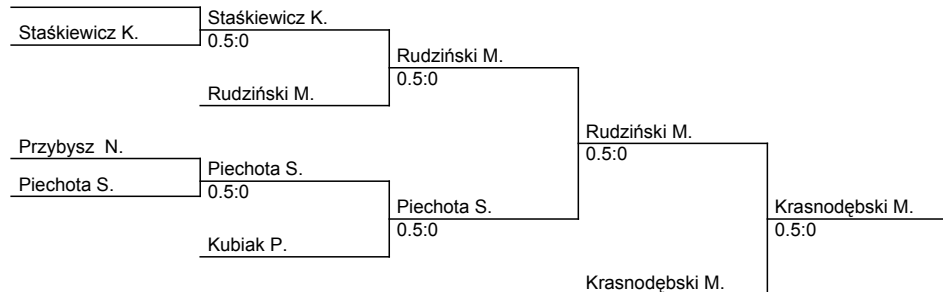 Staśkiewicz K.
Staśkiewicz K.
0.5:0
Rudziński M.
Rudziński M.
0.5:0
Przybysz N.
Piechota S.
Piechota S.
0.5:0
Kubiak P.
Piechota S.
0.5:0
Rudziński M.
0.5:0
Krasnodębski M.
Krasnodębski M.
0.5:0